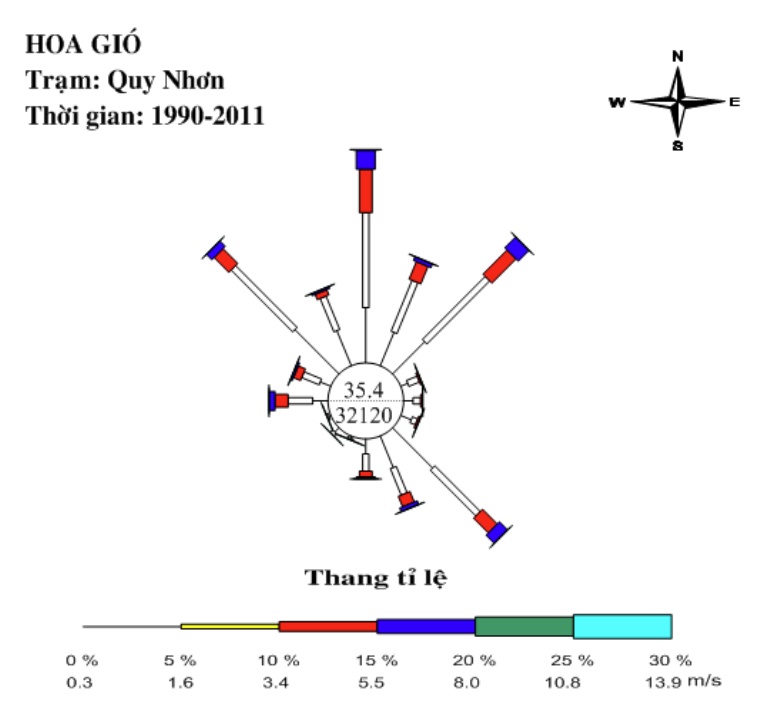 HOA GIÓ
Trạm: Quy Nhơn
Thời gian: 1990-2011
N
W E
S
35.4
32120
Thang tỉ lệ
0 % 5 % 10 % 15 % 20 % 25 % 30 %
0.3 1.6 3.4 5.5 8.0 10.8 13.9 m/s